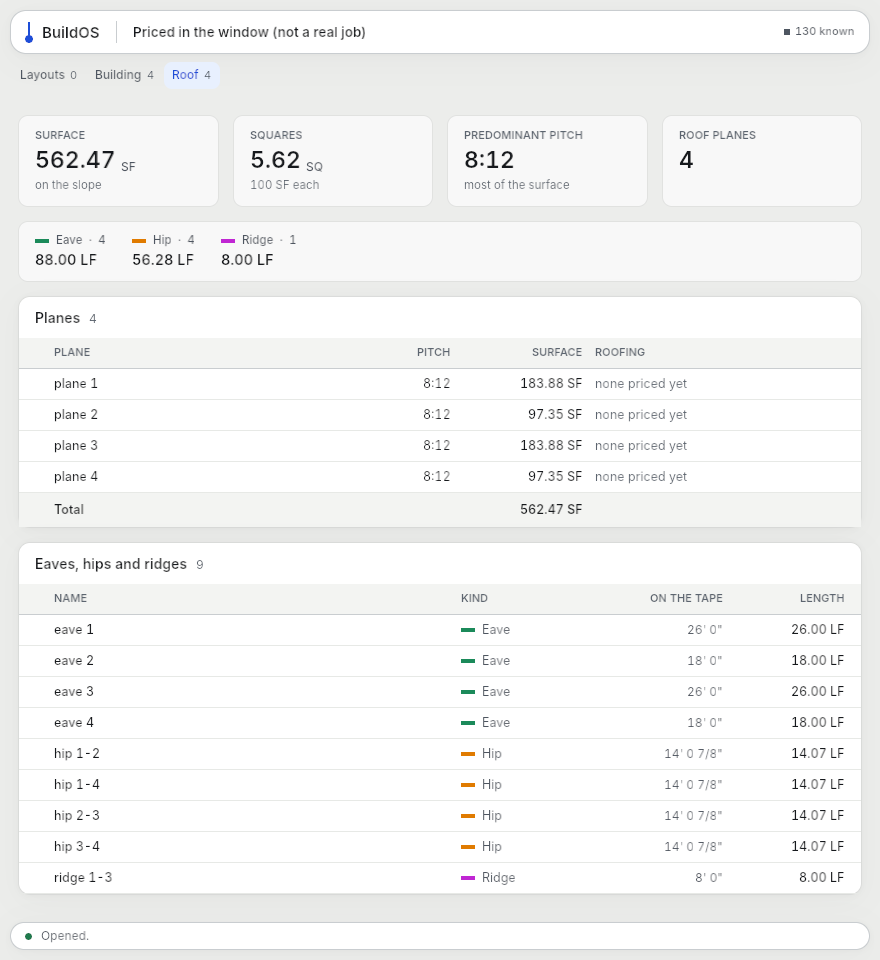 BuildOS Priced in the window (not a real job) 130 known
Layouts 0 Building 4 Roof 4
SURFACE
562.47 SF
on the slope
SQUARES
5.62 SQ
100 SF each
PREDOMINANT PITCH
8:12
most of the surface
ROOF PLANES
4
Eave · 4 Hip · 4 Ridge · 1
88.00 LF 56.28 LF 8.00 LF
Planes 4
PLANE PITCH SURFACE ROOFING
plane 1 8:12 183.88 SF none priced yet
plane 2 8:12 97.35 SF none priced yet
plane 3 8:12 183.88 SF none priced yet
plane 4 8:12 97.35 SF none priced yet
Total 562.47 SF
Eaves, hips and ridges 9
NAME KIND ON THE TAPE LENGTH
eave 1 Eave 26' 0" 26.00 LF
eave 2 Eave 18' 0" 18.00 LF
eave 3 Eave 26' 0" 26.00 LF
eave 4 Eave 18' 0" 18.00 LF
hip 1-2 Hip 14' 0 7/8" 14.07 LF
hip 1-4 Hip 14' 0 7/8" 14.07 LF
hip 2-3 Hip 14' 0 7/8" 14.07 LF
hip 3-4 Hip 14' 0 7/8" 14.07 LF
ridge 1-3 Ridge 8' 0" 8.00 LF
Opened.